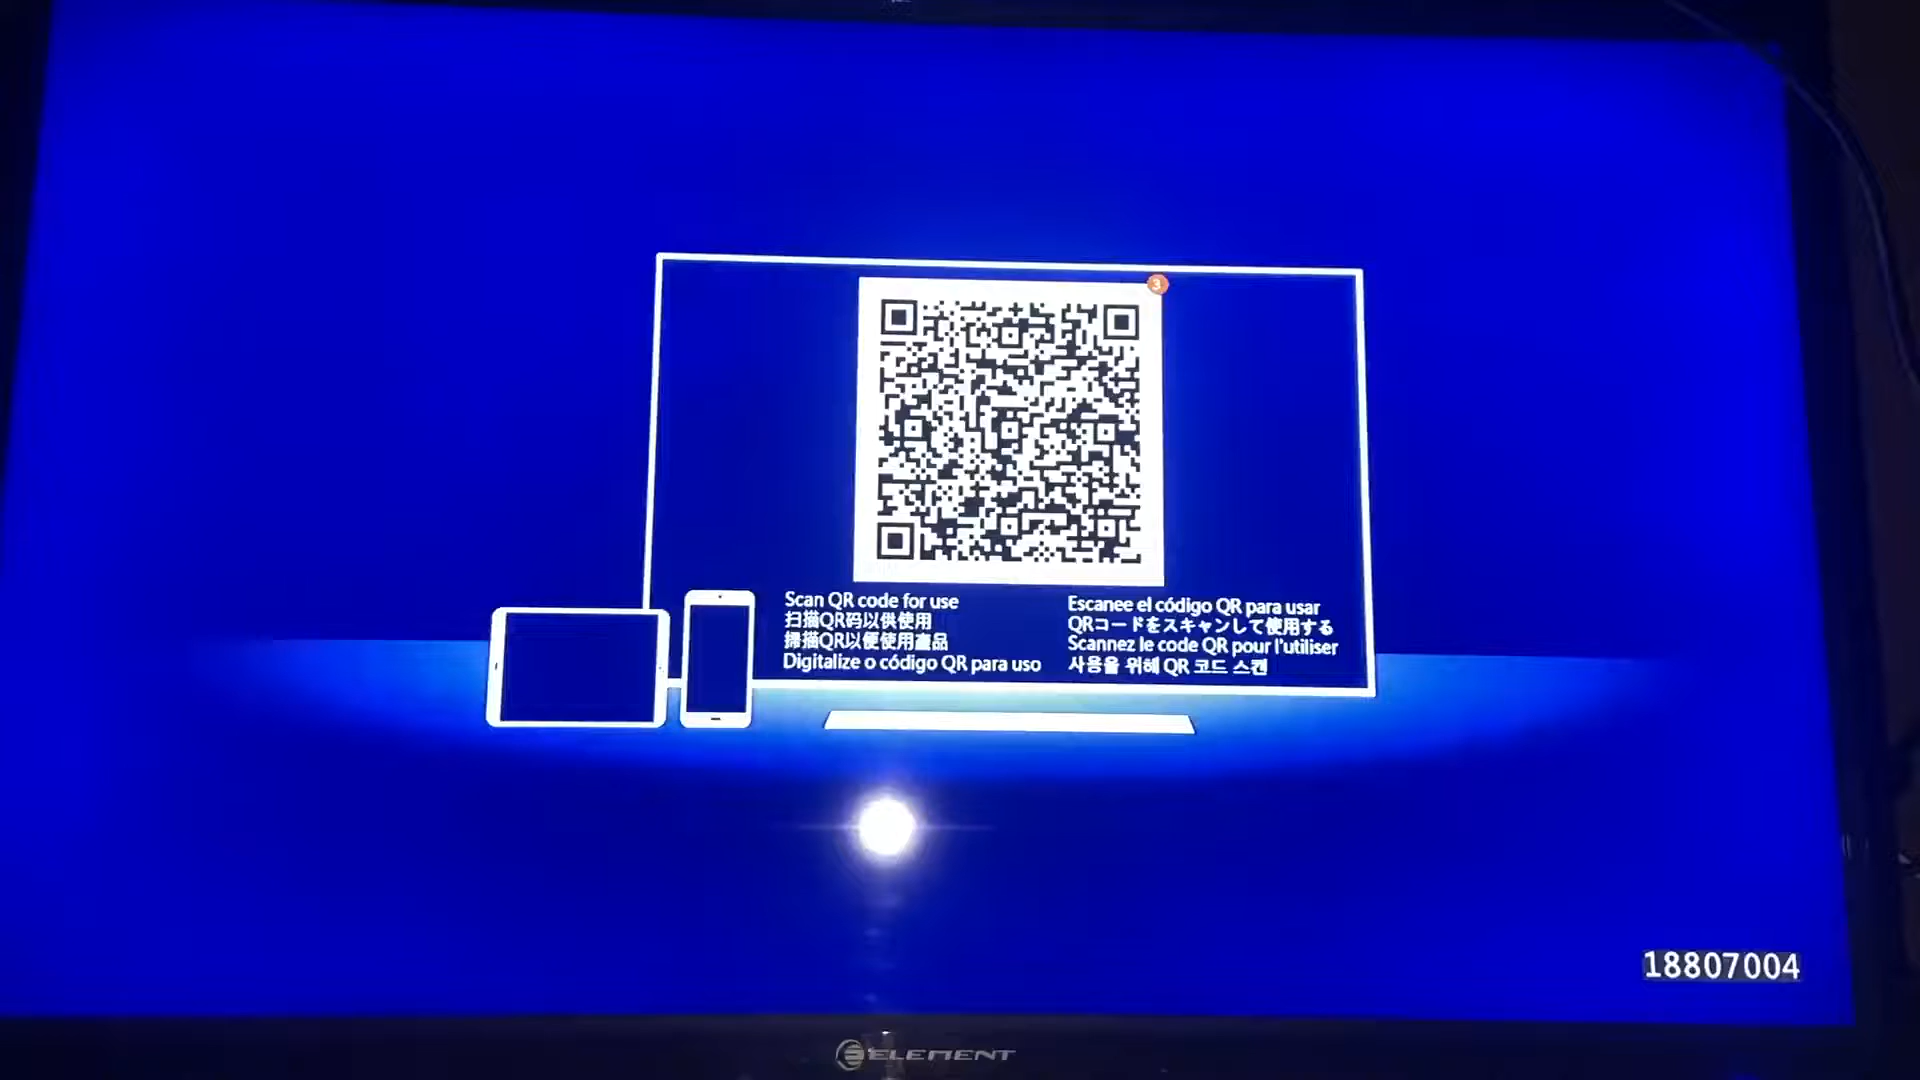 3
Scan QR code for use
扫描QR码以供使用
掃描QR以便使用產品
Digitalize o código QR para uso
Escanee el código QR para usar
QRコードをスキャンして使用する
Scannez le code QR pour l'utiliser
사용을 위해 QR 코드 스캔
18807004
ELEMENT